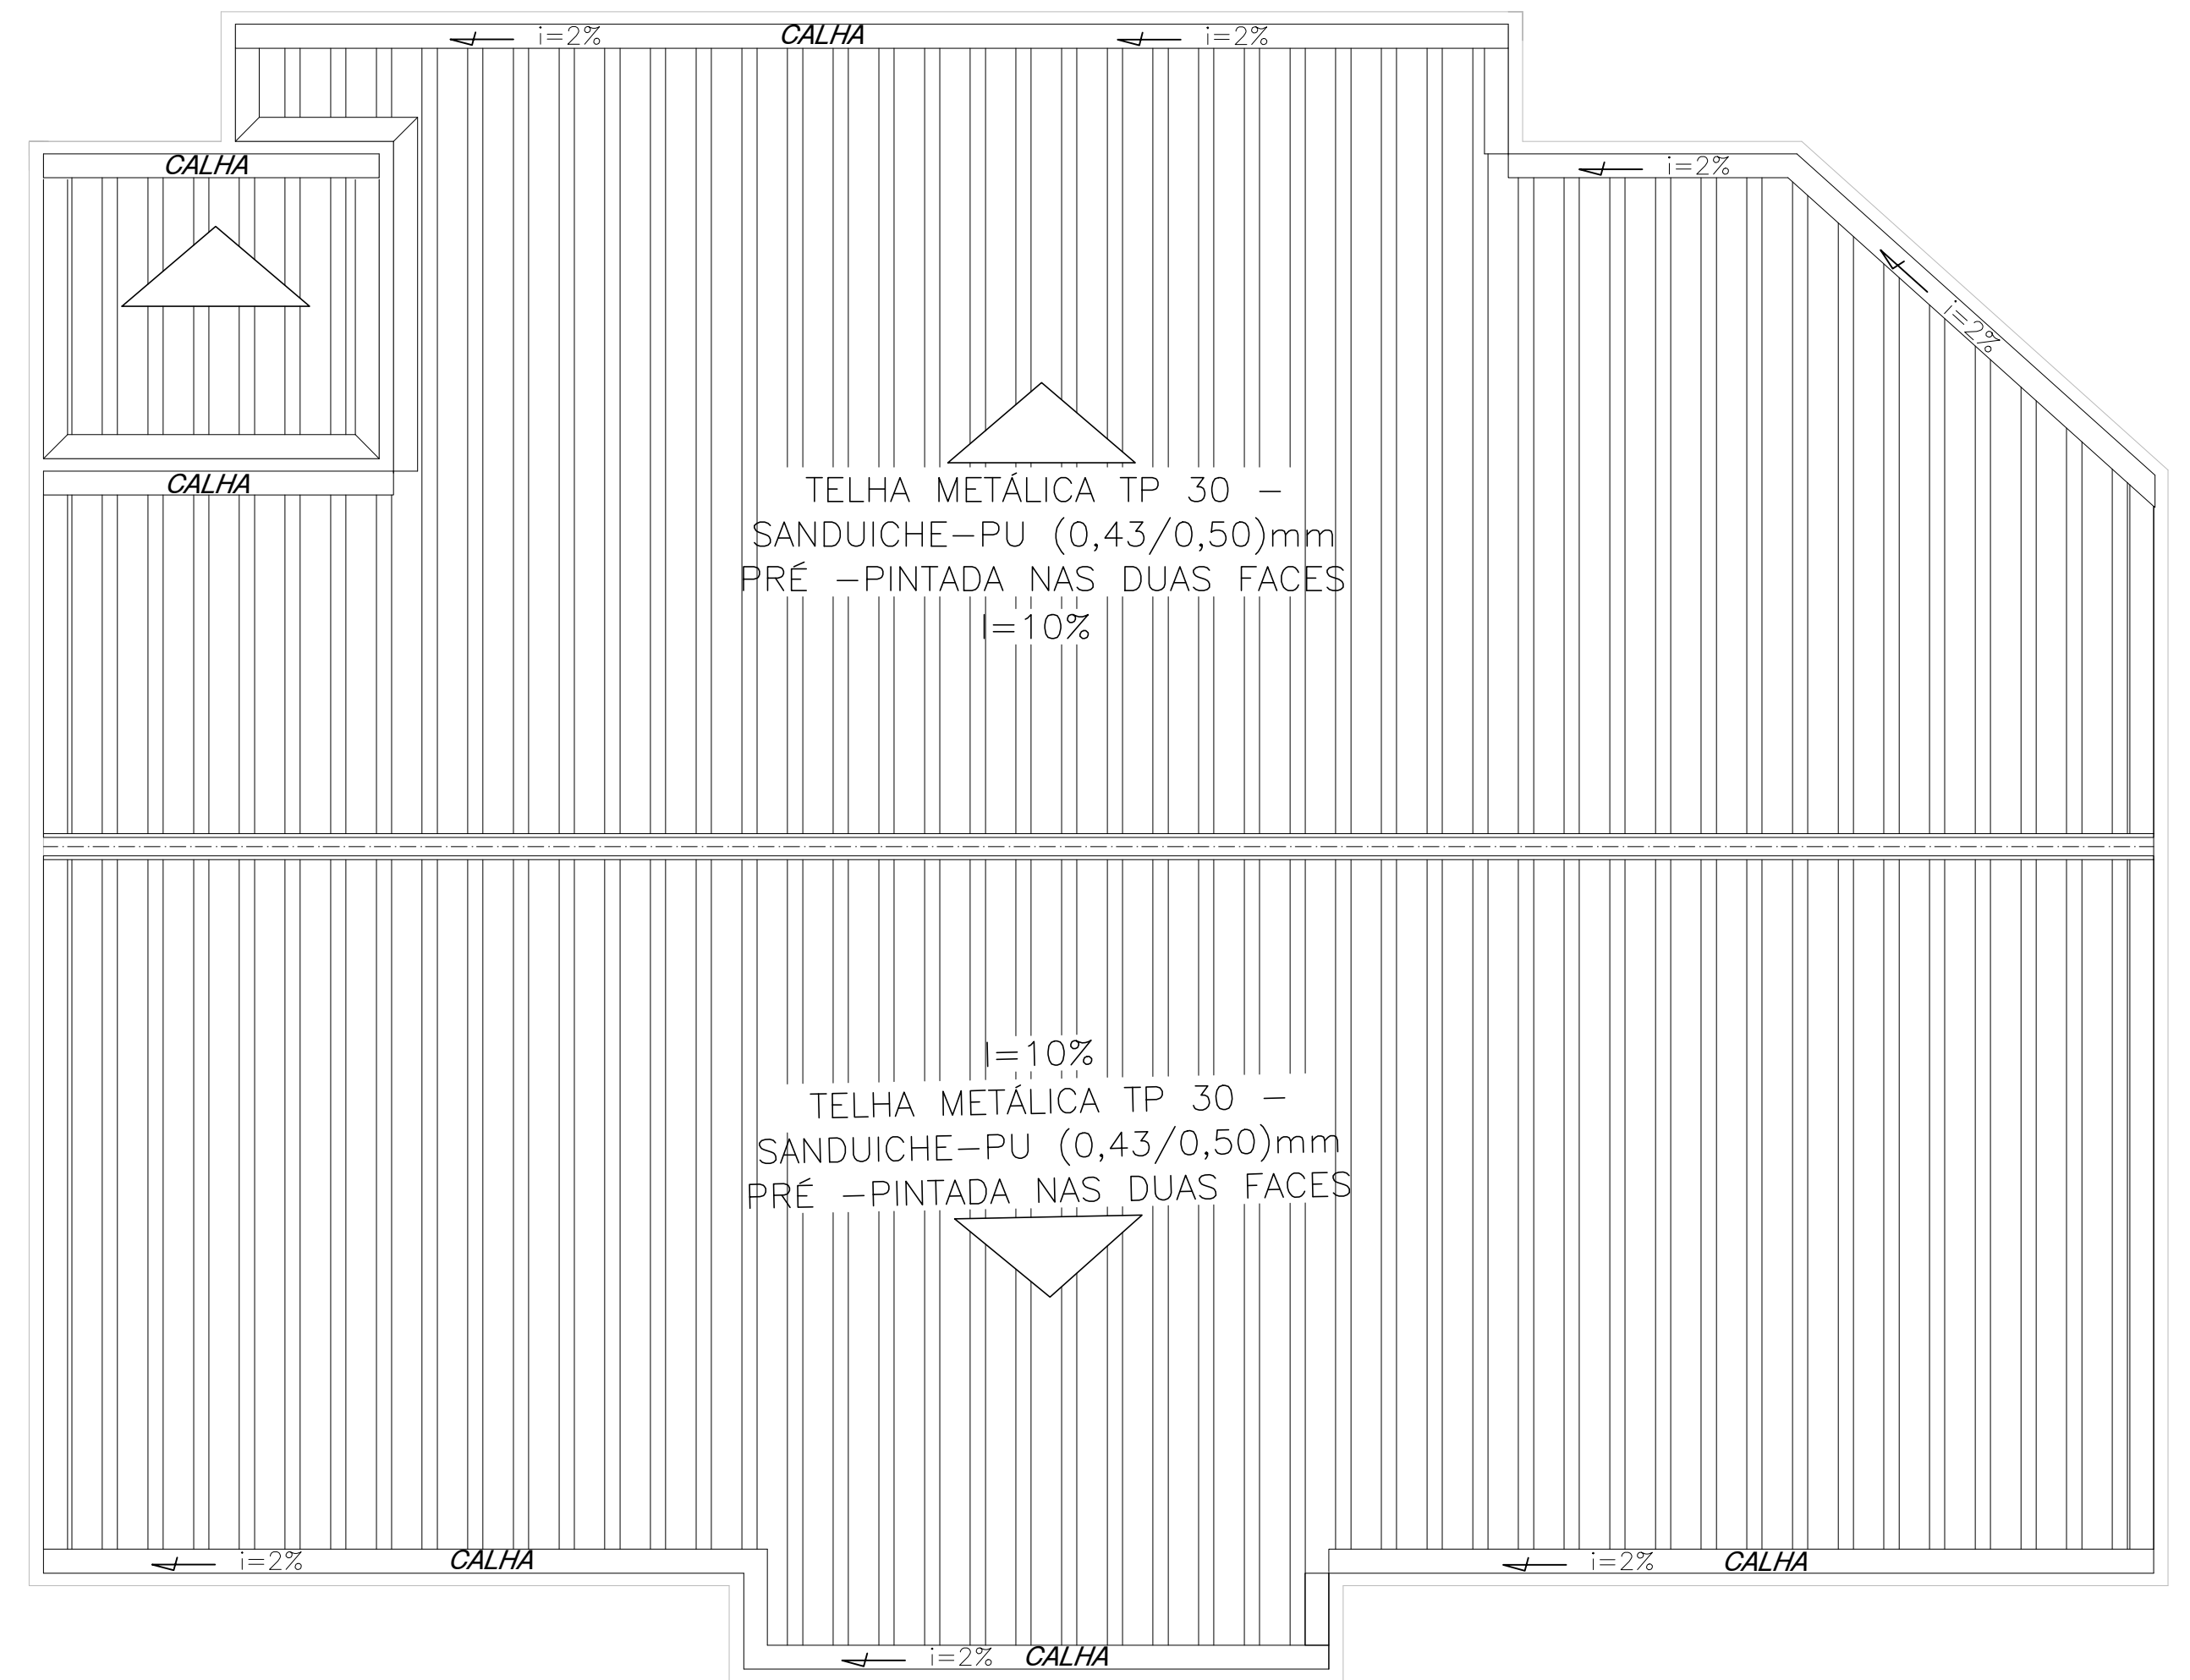 i=2%
CALHA
i=2%
CALHA
i=2%
i=2%
CALHA
TELHA METÁLICA TP 30 -
SANDUICHE-PU (0,43/0,50)mm
PRÉ -PINTADA NAS DUAS FACES
I=10%
I=10%
TELHA METÁLICA TP 30 -
SANDUICHE-PU (0,43/0,50)mm
PRÉ -PINTADA NAS DUAS FACES
i=2%
CALHA
i=2%
CALHA
i=2%
CALHA